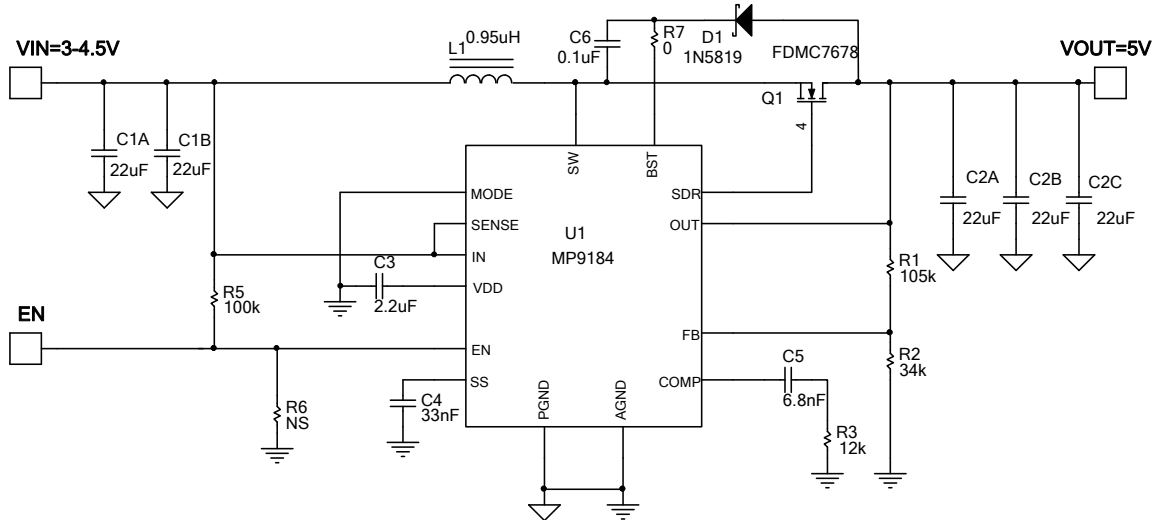 VIN=3-4.5V
L1
0.95uH
C6
0.1uF
R7
0
D1
1N5819
FDMC7678
VOUT=5V
Q1
4
C1A
22uF
C1B
22uF
SW
BST
MODE
SDR
SENSE
OUT
U1
MP9184
IN
C3
2.2uF
VDD
C2A
22uF
C2B
22uF
C2C
22uF
R1
105k
R5
100k
EN
FB
EN
R2
34k
SS
COMP
C5
6.8nF
C4
33nF
PGND
AGND
R6
NS
R3
12k